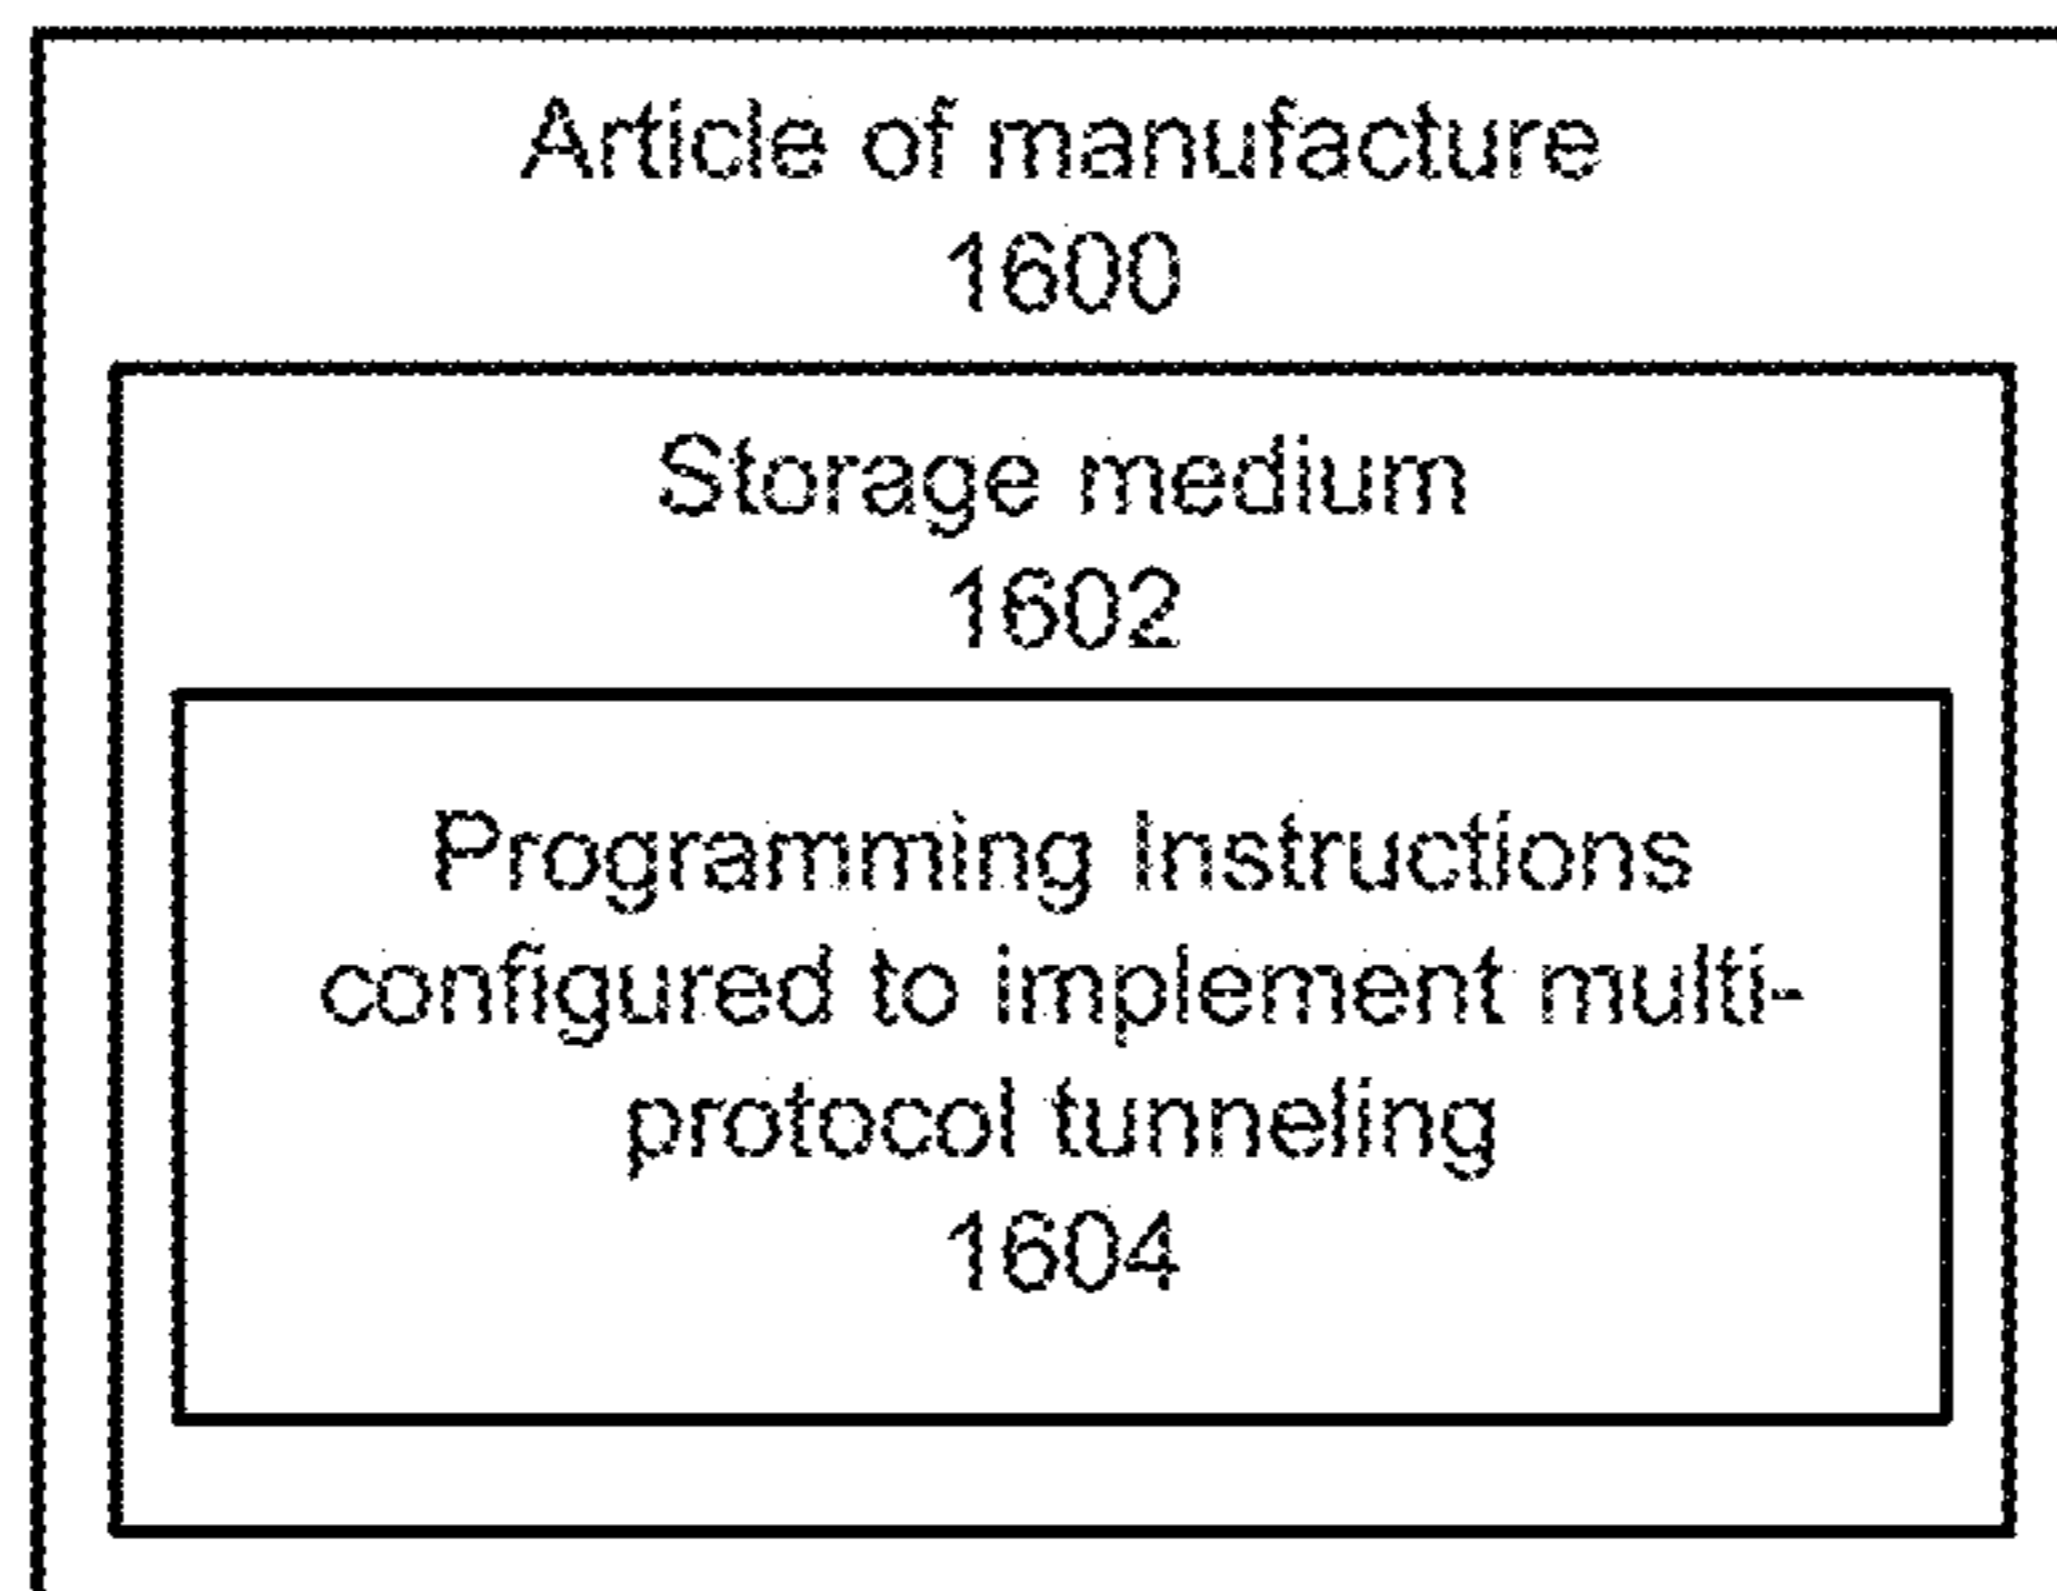 Article of manufacture
1600
Storage medium
1602
Programming Instructions
configured to implement multi-
protocol tunneling
1604